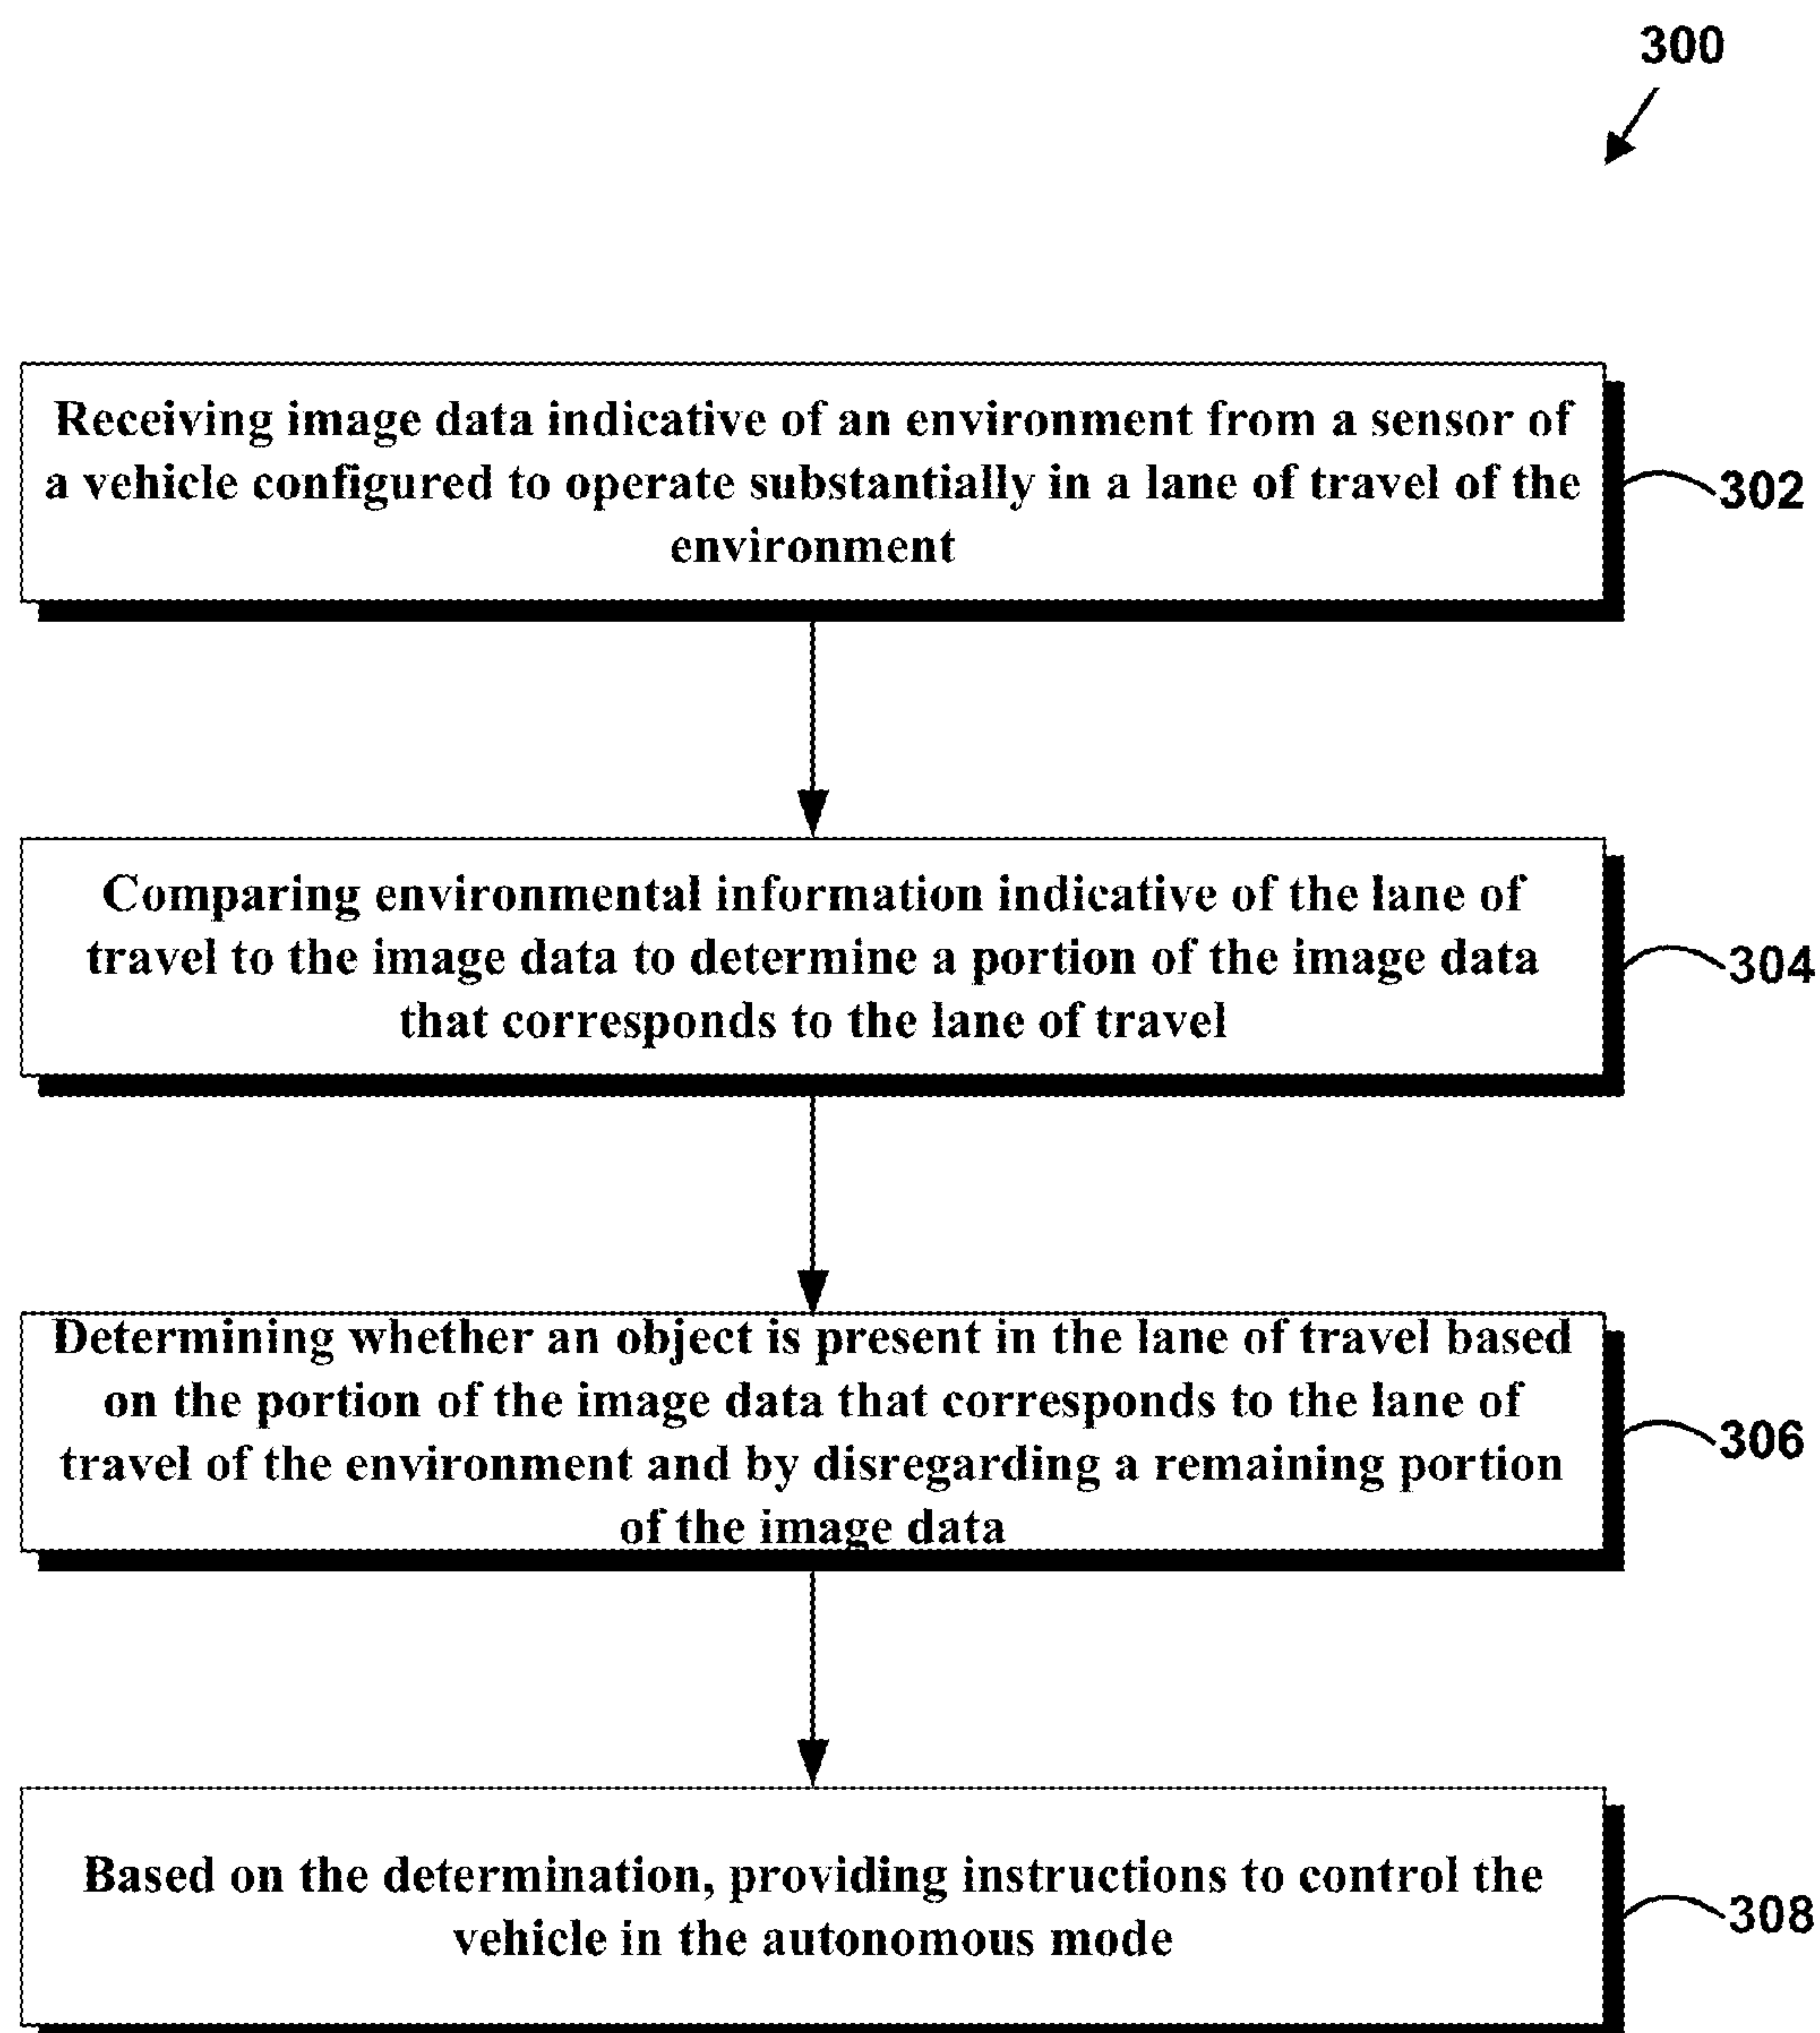 300
Receiving image data indicative of an environment from a sensor of
a vehicle configured to operate substantially in a lane of travel of the
environment
302
Comparing environmental information indicative of the lane of
travel to the image data to determine a portion of the image data
that corresponds to the lane of travel
304
Determining whether an object is present in the lane of travel based
on the portion of the image data that corresponds to the lane of
travel of the environment and by disregarding a remaining portion
of the image data
306
Based on the determination, providing instructions to control the
vehicle in the autonomous mode
308